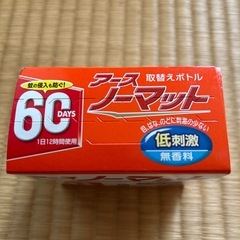 蚊の侵入も防ぐ!
60
DAYS
1日12時間使用
アース
取替えボトル
ノーマット
目、はな、のどに刺激の少ない
低刺激
無香料